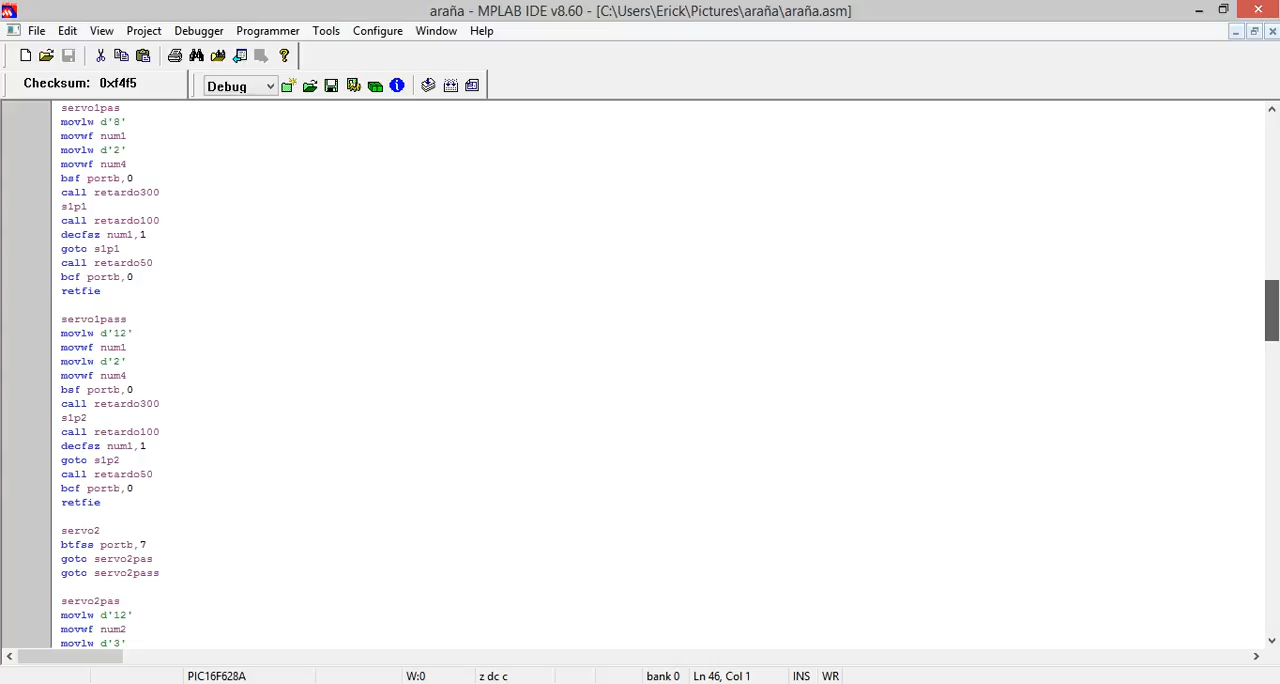 araña - MPLAB IDE v8.60 - [C:\Users\Erick\Pictures\araña\araña.asm]
File Edit View Project Debugger Programmer Tools Configure Window Help
Checksum: 0xf4f5 Debug
servo1pas
movlw d'8'
movwf num1
movlw d'2'
movwf num4
bsf portb,0
call retardo300
s1p1
call retardo100
decfsz num1,1
goto s1p1
call retardo50
bcf portb,0
retfie
servo1pass
movlw d'12'
movwf num1
movlw d'2'
movwf num4
bsf portb,0
call retardo300
s1p2
call retardo100
decfsz num1,1
goto s1p2
call retardo50
bcf portb,0
retfie
servo2
btfss portb,7
goto servo2pas
goto servo2pass
servo2pas
movlw d'12'
movwf num2
movlw d'3'
PIC16F628A W:0 z dc c bank 0 Ln 46, Col 1 INS WR